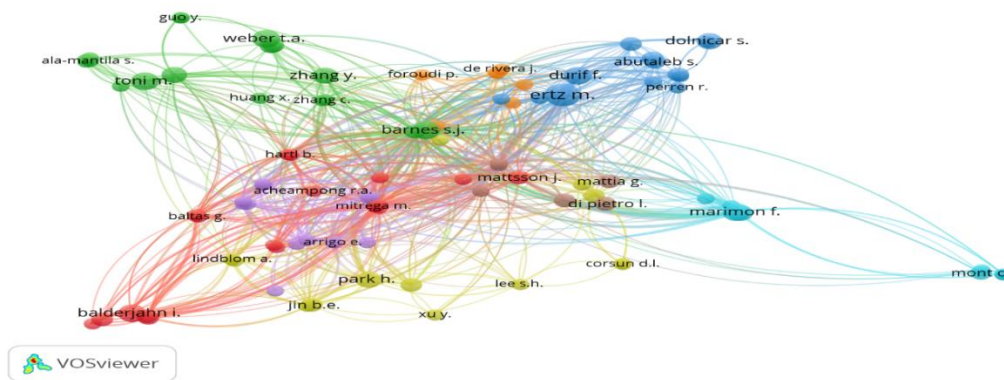 guo y.
weber t.a.
dolnicar s.
ala-mantila s.
abutaleb s.
toni m.
zhang y.
foroudi p.
de rivera j.
durif f.
perren r.
huang x.
zhang c.
ertz m.
barnes s.j.
hartl b.
mattsson j.
mattia g.
acheampong r.a.
mitrega m.
di pietro l.
marimon f.
baltas g.
arrigo e.
lindblom a.
corsun d.l.
mont o.
park h.
lee s.h.
jin b.e.
xu y.
balderjahn i.
VOSviewer